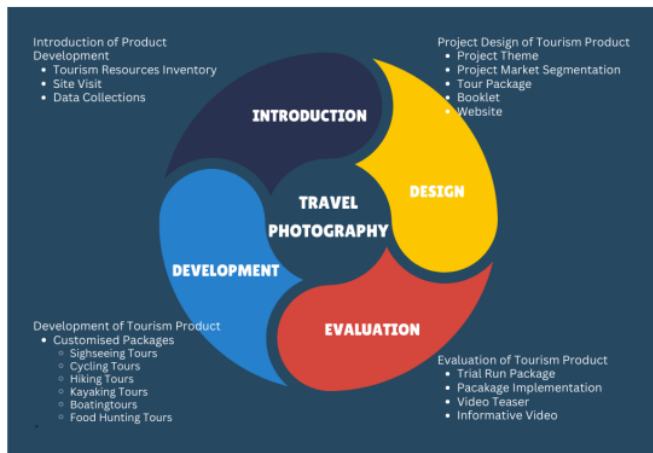 Introduction of Product
Development
• Tourism Resources Inventory
• Site Visit
• Data Collections
Project Design of Tourism Product
• Project Theme
• Project Market Segmentation
• Tour Package
• Booklet
• Website
INTRODUCTION
DESIGN
TRAVEL
PHOTOGRAPHY
DEVELOPMENT
EVALUATION
Development of Tourism Product
• Customised Packages
◦ Sighseeing Tours
◦ Cycling Tours
◦ Hiking Tours
◦ Kayaking Tours
◦ Boatingtours
◦ Food Hunting Tours
Evaluation of Tourism Product
• Trial Run Package
• Pacakage Implementation
• Video Teaser
• Informative Video